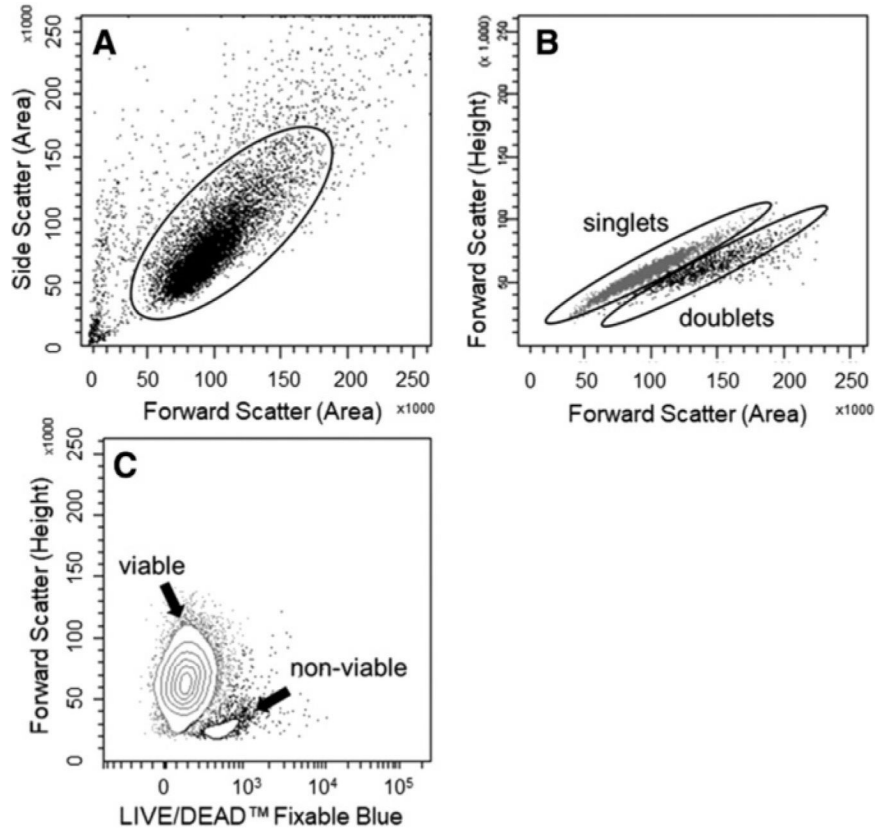 A
x1000
Side Scatter (Area)
250
200
150
100
50
0
0 50 100 150 200 250
Forward Scatter (Area) x1000
B
(x 1,000)
Forward Scatter (Height)
250
200
150
100
50
singlets
doublets
0 50 100 150 200 250
Forward Scatter (Area) x1000
C
x1000
Forward Scatter (Height)
250
200
150
100
50
0
viable
non-viable
0 10³ 10⁴ 10⁵
LIVE/DEAD™ Fixable Blue